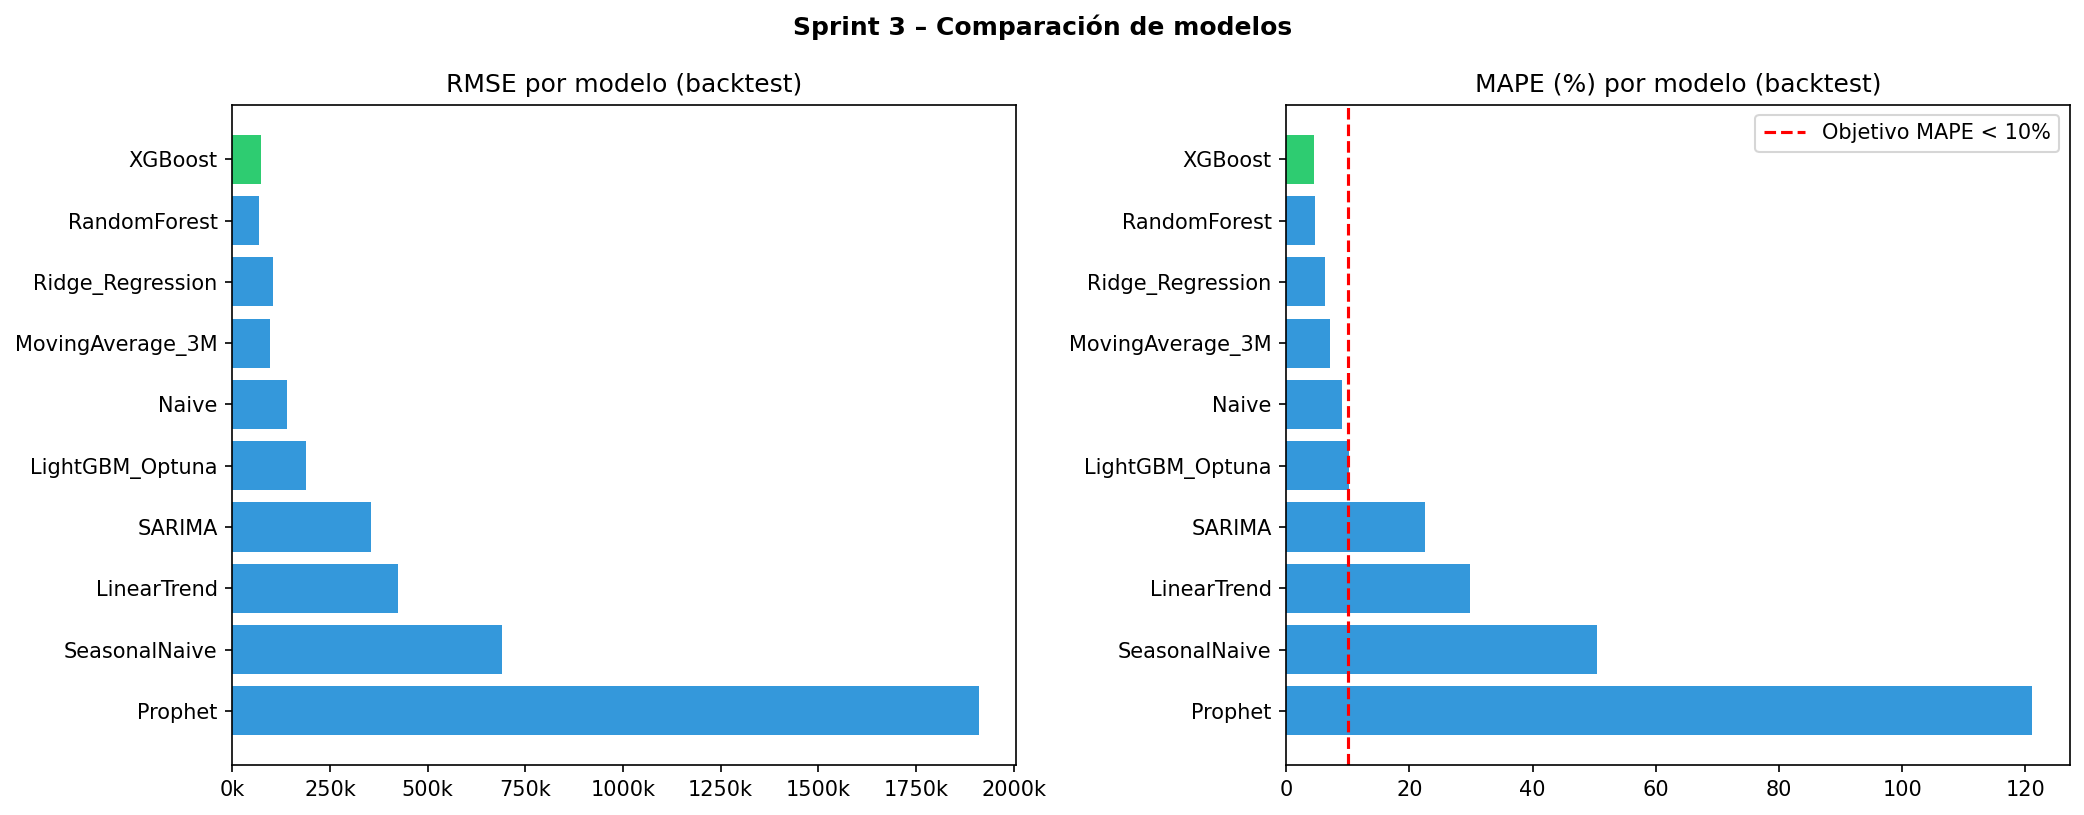 Sprint 3 – Comparación de modelos
RMSE por modelo (backtest)
XGBoost
RandomForest
Ridge_Regression
MovingAverage_3M
Naive
LightGBM_Optuna
SARIMA
LinearTrend
SeasonalNaive
Prophet
0k 250k 500k 750k 1000k 1250k 1500k 1750k 2000k
MAPE (%) por modelo (backtest)
Objetivo MAPE < 10%
XGBoost
RandomForest
Ridge_Regression
MovingAverage_3M
Naive
LightGBM_Optuna
SARIMA
LinearTrend
SeasonalNaive
Prophet
0 20 40 60 80 100 120